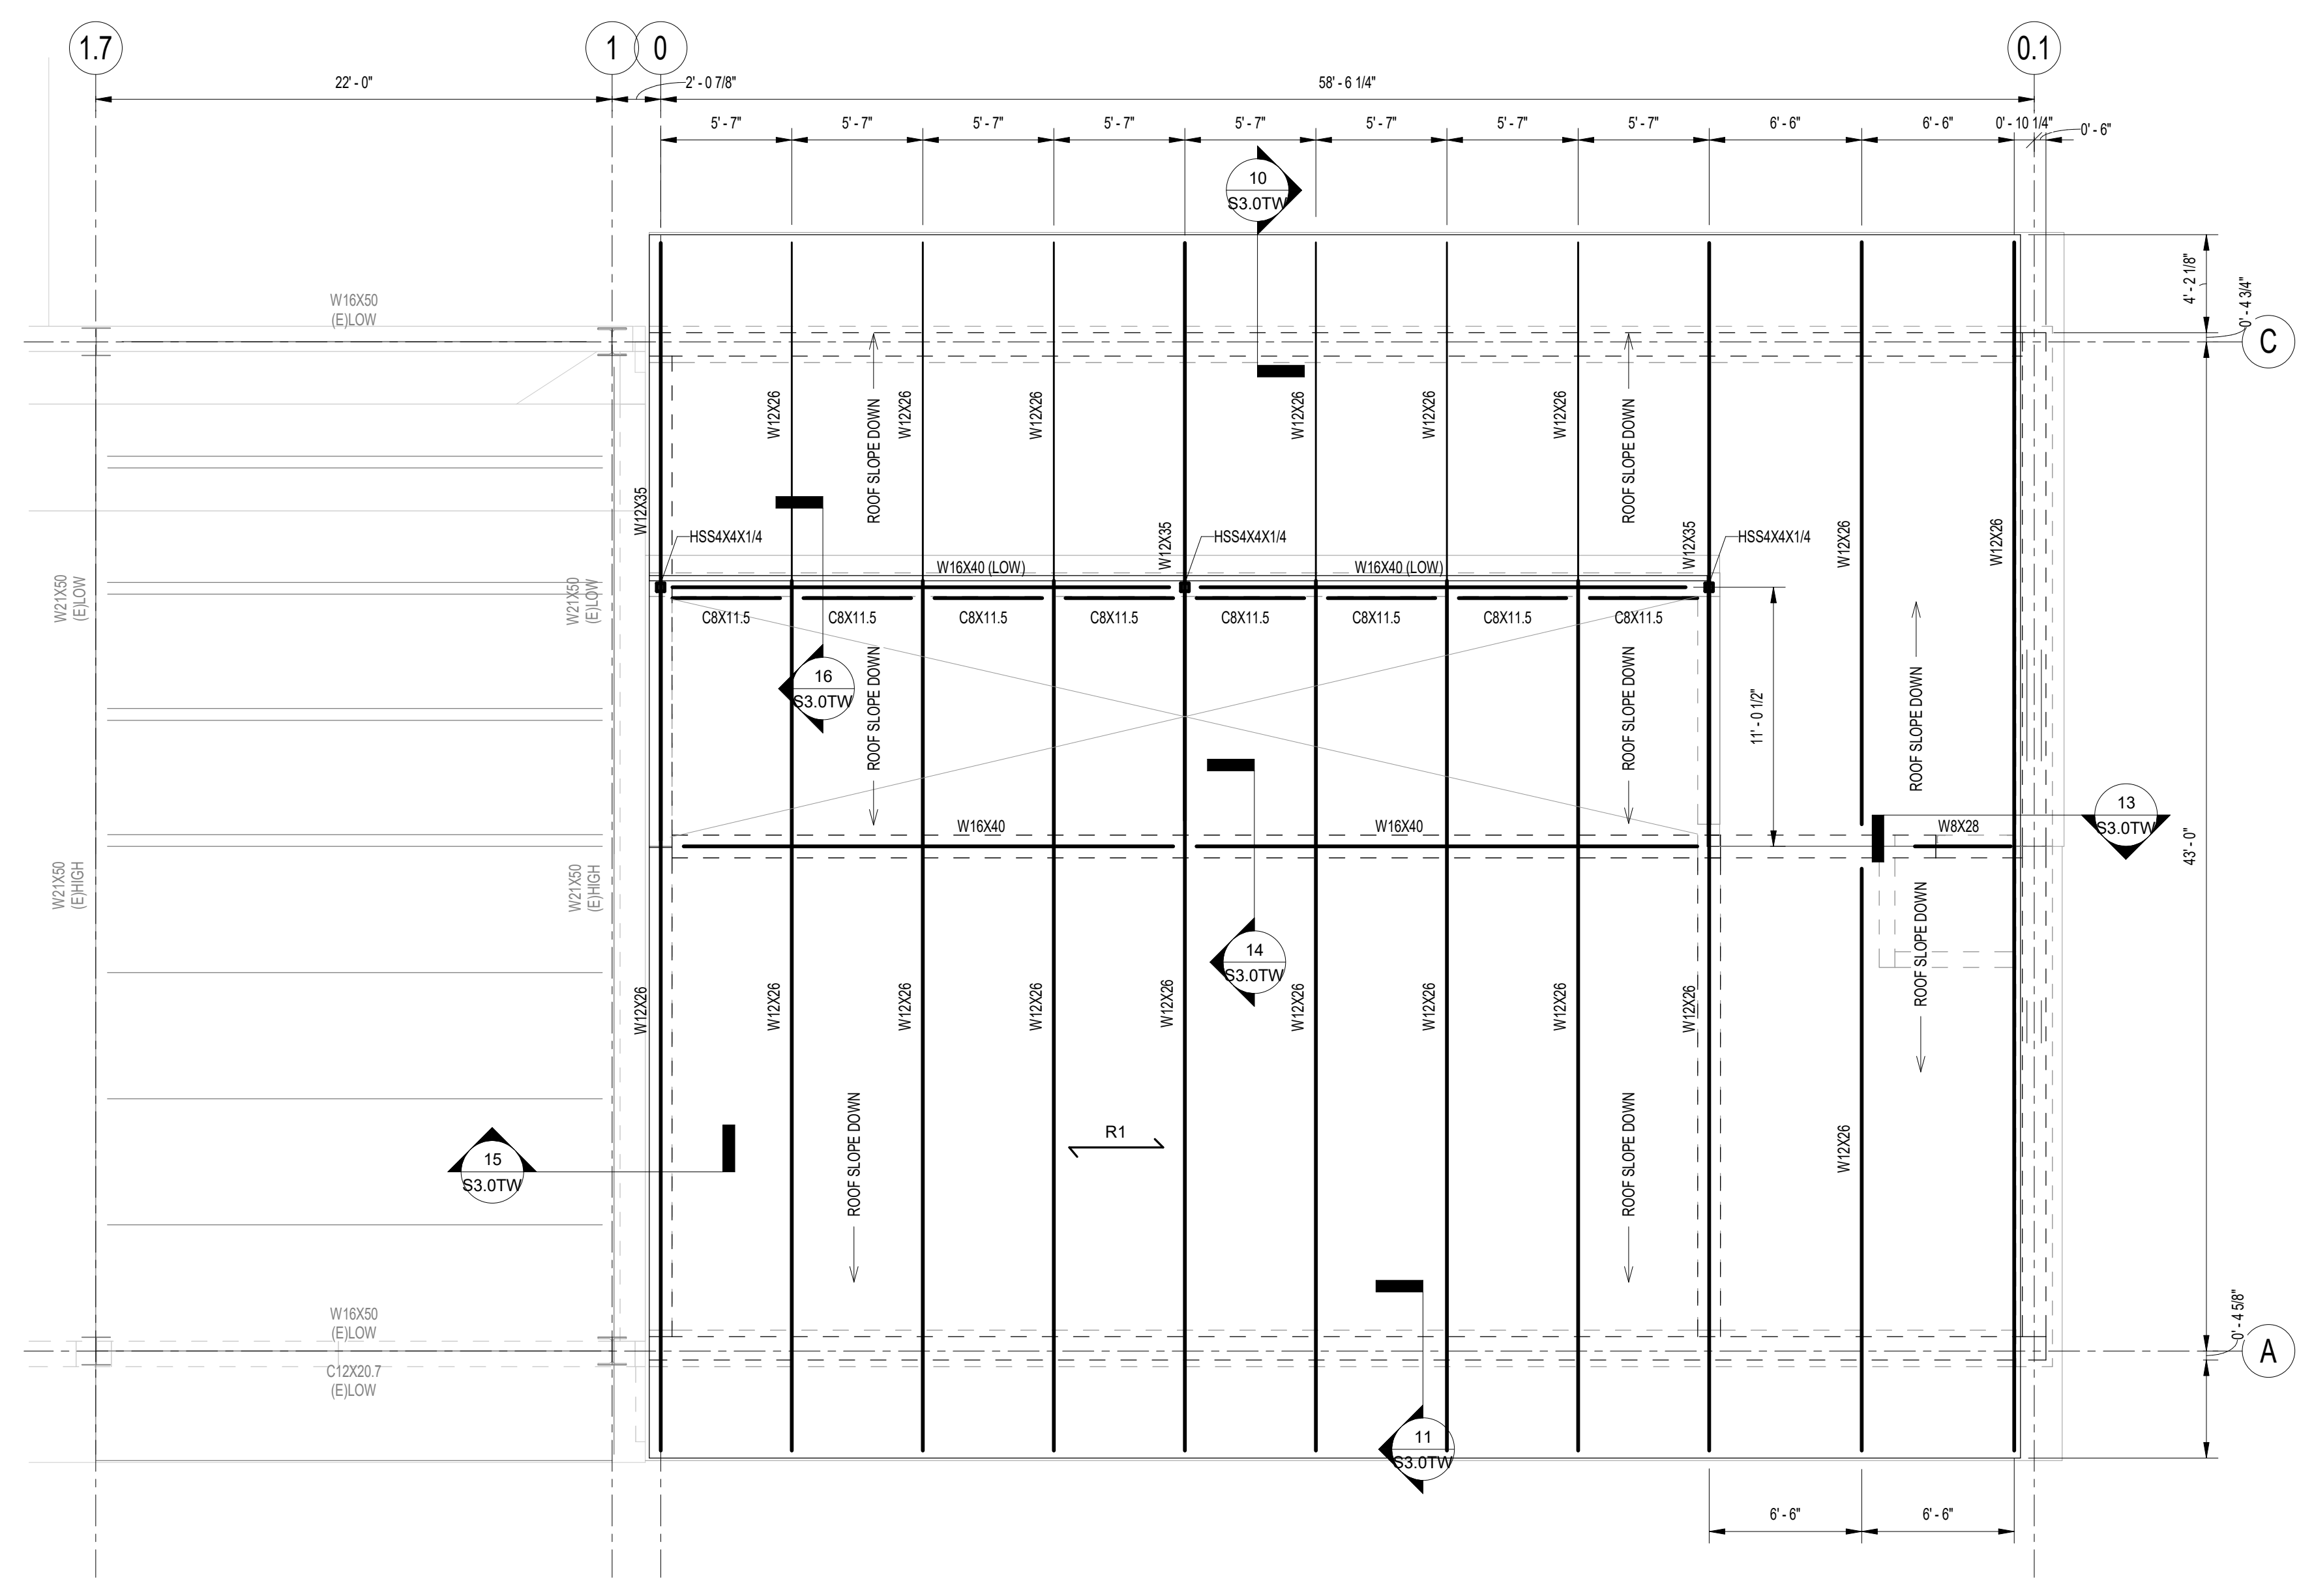 1.7
1
0
0.1
22' - 0"
2' - 0 7/8"
58' - 6 1/4"
5' - 7"
5' - 7"
5' - 7"
5' - 7"
5' - 7"
5' - 7"
5' - 7"
5' - 7"
6' - 6"
6' - 6"
0' - 10 1/4"
0' - 6"
10
S3.0TW
4' - 2 1/8"
0' - 4 3/4"
C
W16X50
(E)LOW
W12X26
W12X26
W12X26
W12X26
W12X26
W12X26
ROOF SLOPE DOWN
ROOF SLOPE DOWN
W12X35
HSS4X4X1/4
W12X35
HSS4X4X1/4
W12X35
HSS4X4X1/4
W12X26
W12X26
W16X40 (LOW)
W16X40 (LOW)
W21X50
(E)LOW
W21X50
(E)LOW
C8X11.5
C8X11.5
C8X11.5
C8X11.5
C8X11.5
C8X11.5
C8X11.5
C8X11.5
16
S3.0TW
ROOF SLOPE DOWN
ROOF SLOPE DOWN
11' - 0 1/2"
ROOF SLOPE DOWN
13
S3.0TW
W16X40
W16X40
W8X28
43' - 0"
W21X50
(E)HIGH
W21X50
(E)HIGH
14
S3.0TW
ROOF SLOPE DOWN
W12X26
W12X26
W12X26
W12X26
W12X26
W12X26
W12X26
W12X26
W12X26
W12X26
15
S3.0TW
R1
ROOF SLOPE DOWN
ROOF SLOPE DOWN
W16X50
(E)LOW
C12X20.7
(E)LOW
0' - 4 5/8"
A
11
S3.0TW
6' - 6"
6' - 6"